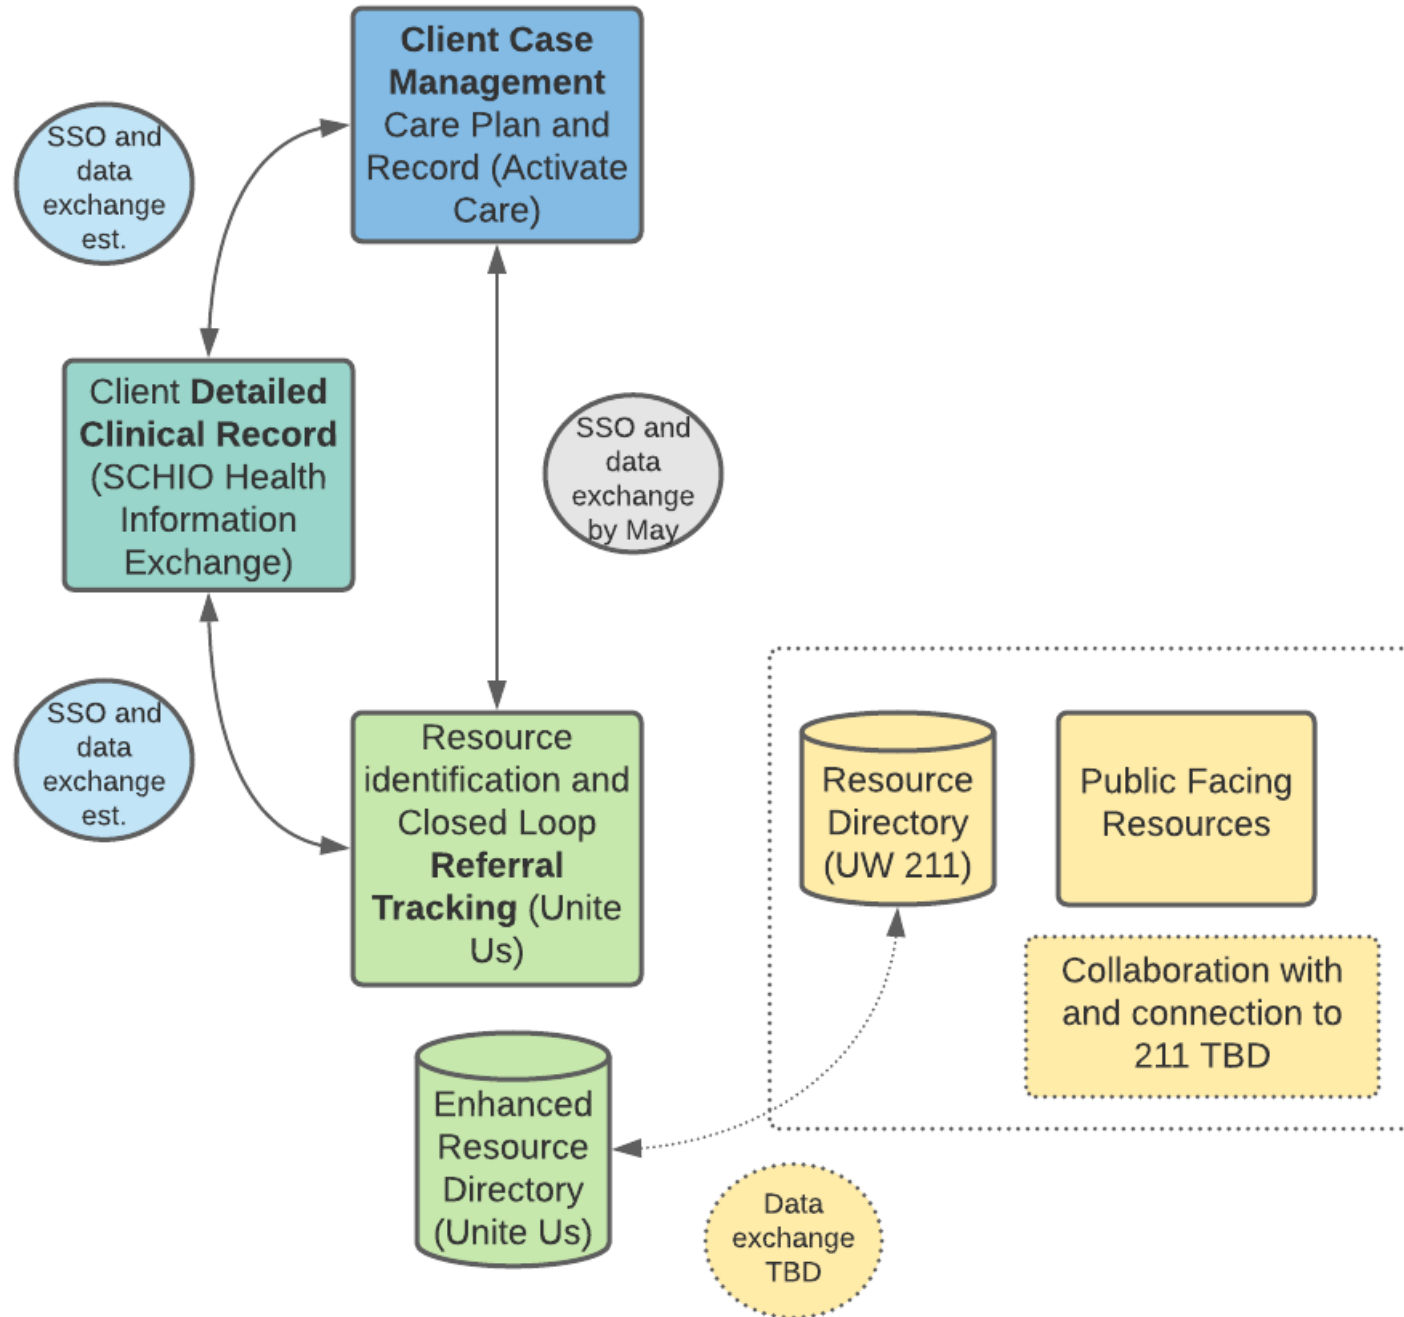 Client Case
Management
Care Plan and
Record (Activate
Care)
SSO and
data
exchange
est.
Client Detailed
Clinical Record
(SCHIO Health
Information
Exchange)
SSO and
data
exchange
by May
SSO and
data
exchange
est.
Resource
identification and
Closed Loop
Referral
Tracking (Unite
Us)
Resource
Directory
(UW 211)
Public Facing
Resources
Collaboration with
and connection to
211 TBD
Enhanced
Resource
Directory
(Unite Us)
Data
exchange
TBD